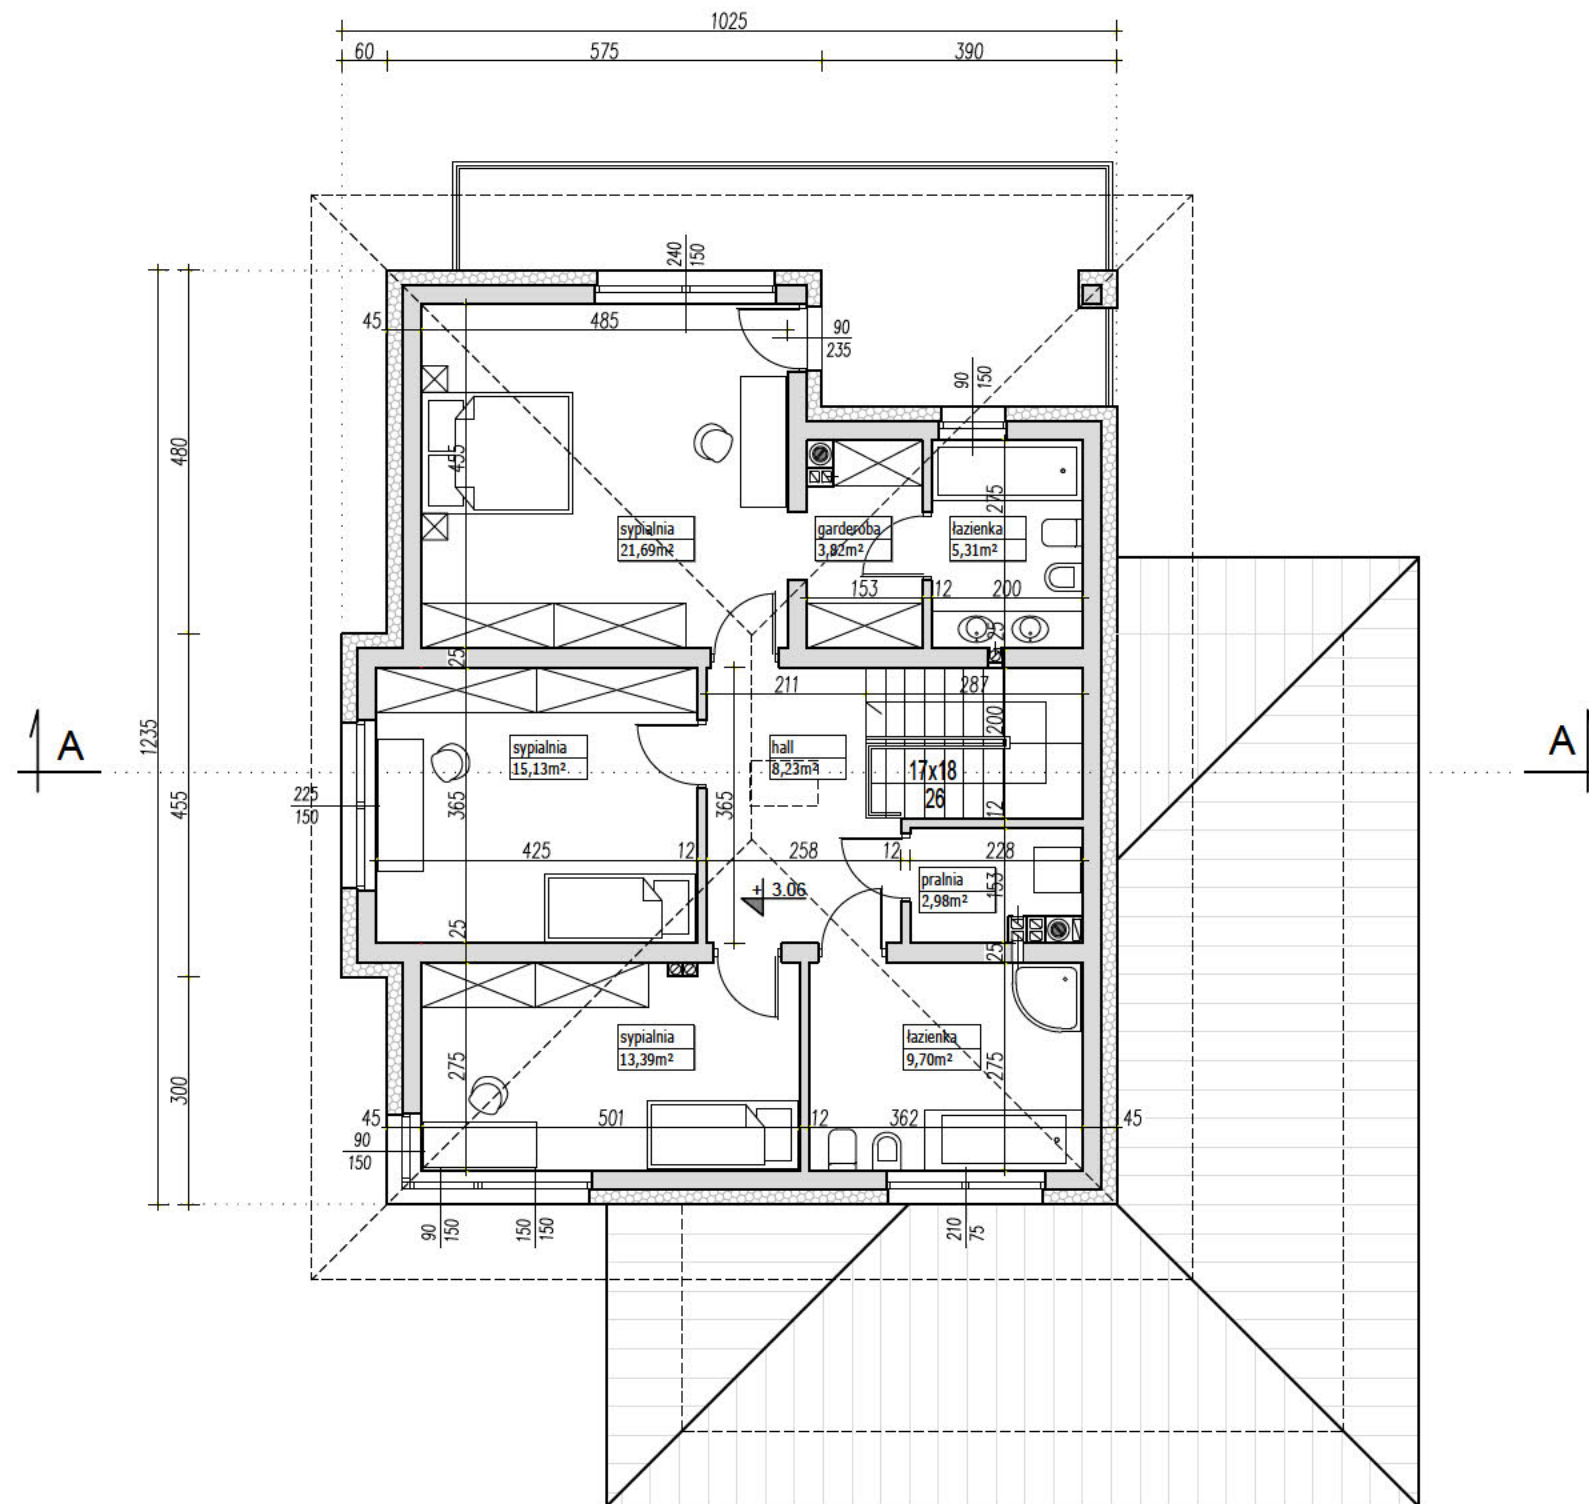 1025
60
575
390
240
150
45
485
90
235
90
150
480
455
275
sypialnia
21,69m²
garderoba
3,82m²
łazienka
5,31m²
153
12
200
25
25
211
287
200
A
1235
sypialnia
15,13m²
hall
8,23m²
17x18
26
A
225
150
455
365
365
12
425
12
258
12
228
pralnia
2,98m²
153
+ 3.06
25
25
sypialnia
13,39m²
łazienka
9,70m²
275
275
300
45
501
12
362
45
90
150
90
150
150
150
210
75